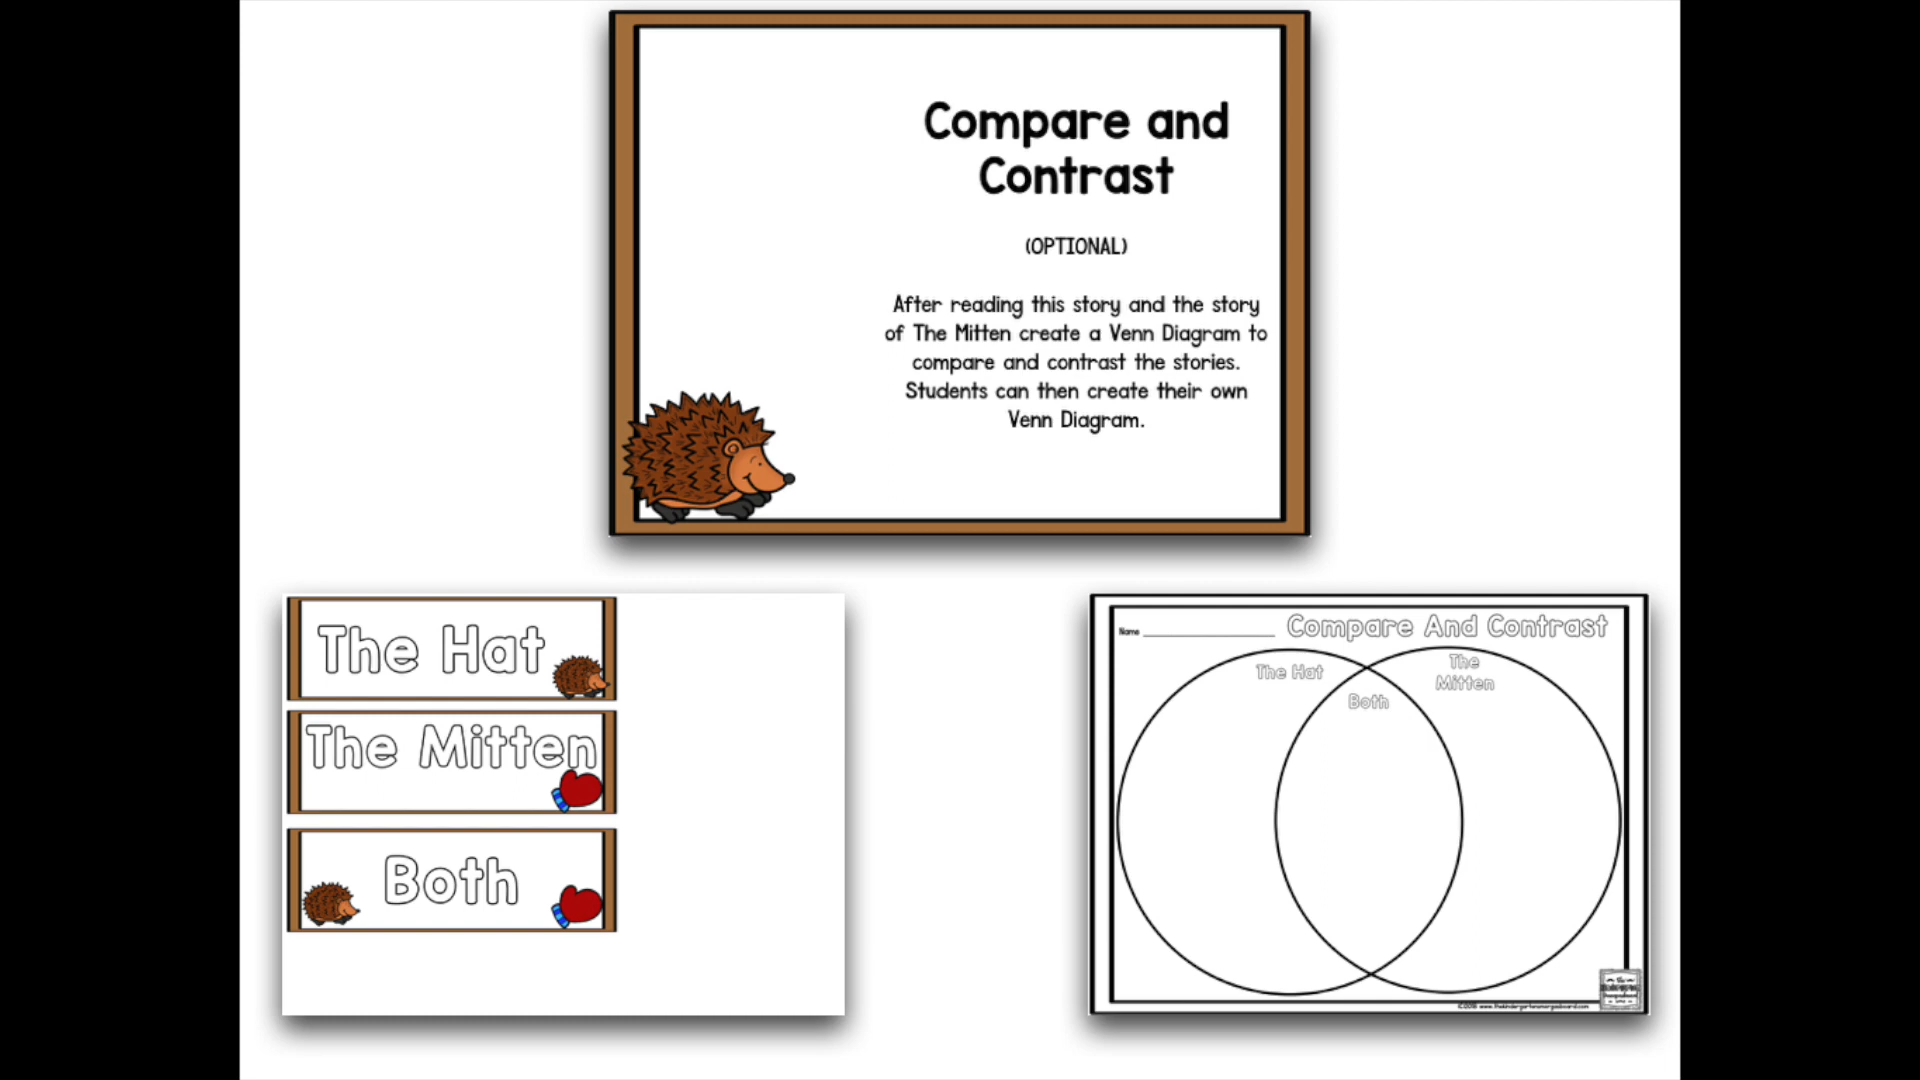 Compare and
Contrast
(OPTIONAL)
After reading this story and the story
of The Mitten create a Venn Diagram to
compare and contrast the stories.
Students can then create their own
Venn Diagram.
The Hat
The Mitten
Both
Name
Compare And Contrast
The Hat
The
Mitten
Both